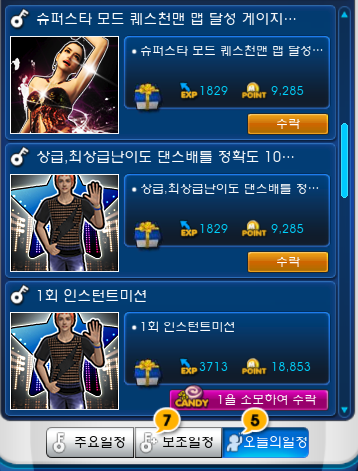 슈퍼스타 모드 퀘스천맨 맵 달성 게이지…
슈퍼스타 모드 퀘스천맨 맵 달성…
EXP 1829 POINT 9,285
수락
상급,최상급난이도 댄스배틀 정확도 10…
상급,최상급난이도 댄스배틀 정…
EXP 1829 POINT 9,285
수락
1회 인스턴트미션
1회 인스턴트미션
EXP 3713 POINT 18,853
CANDY 1을 소모하여 수락
7 5
주요일정 보조일정 오늘의일정